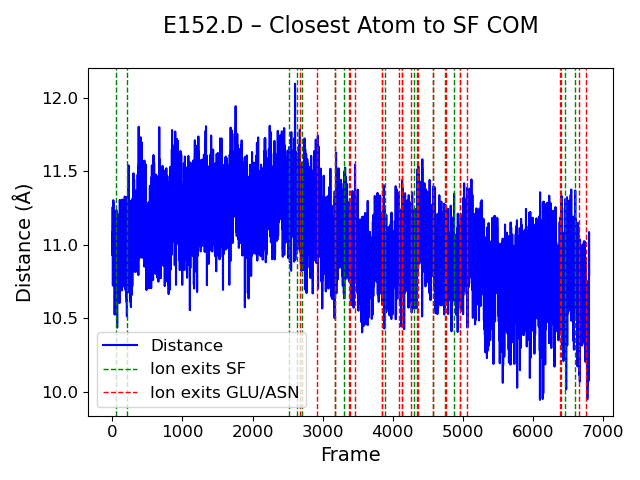 E152.D – Closest Atom to SF COM
Distance (Å)
12.0
11.5
11.0
10.5
10.0
Distance
Ion exits SF
Ion exits GLU/ASN
0 1000 2000 3000 4000 5000 6000 7000
Frame